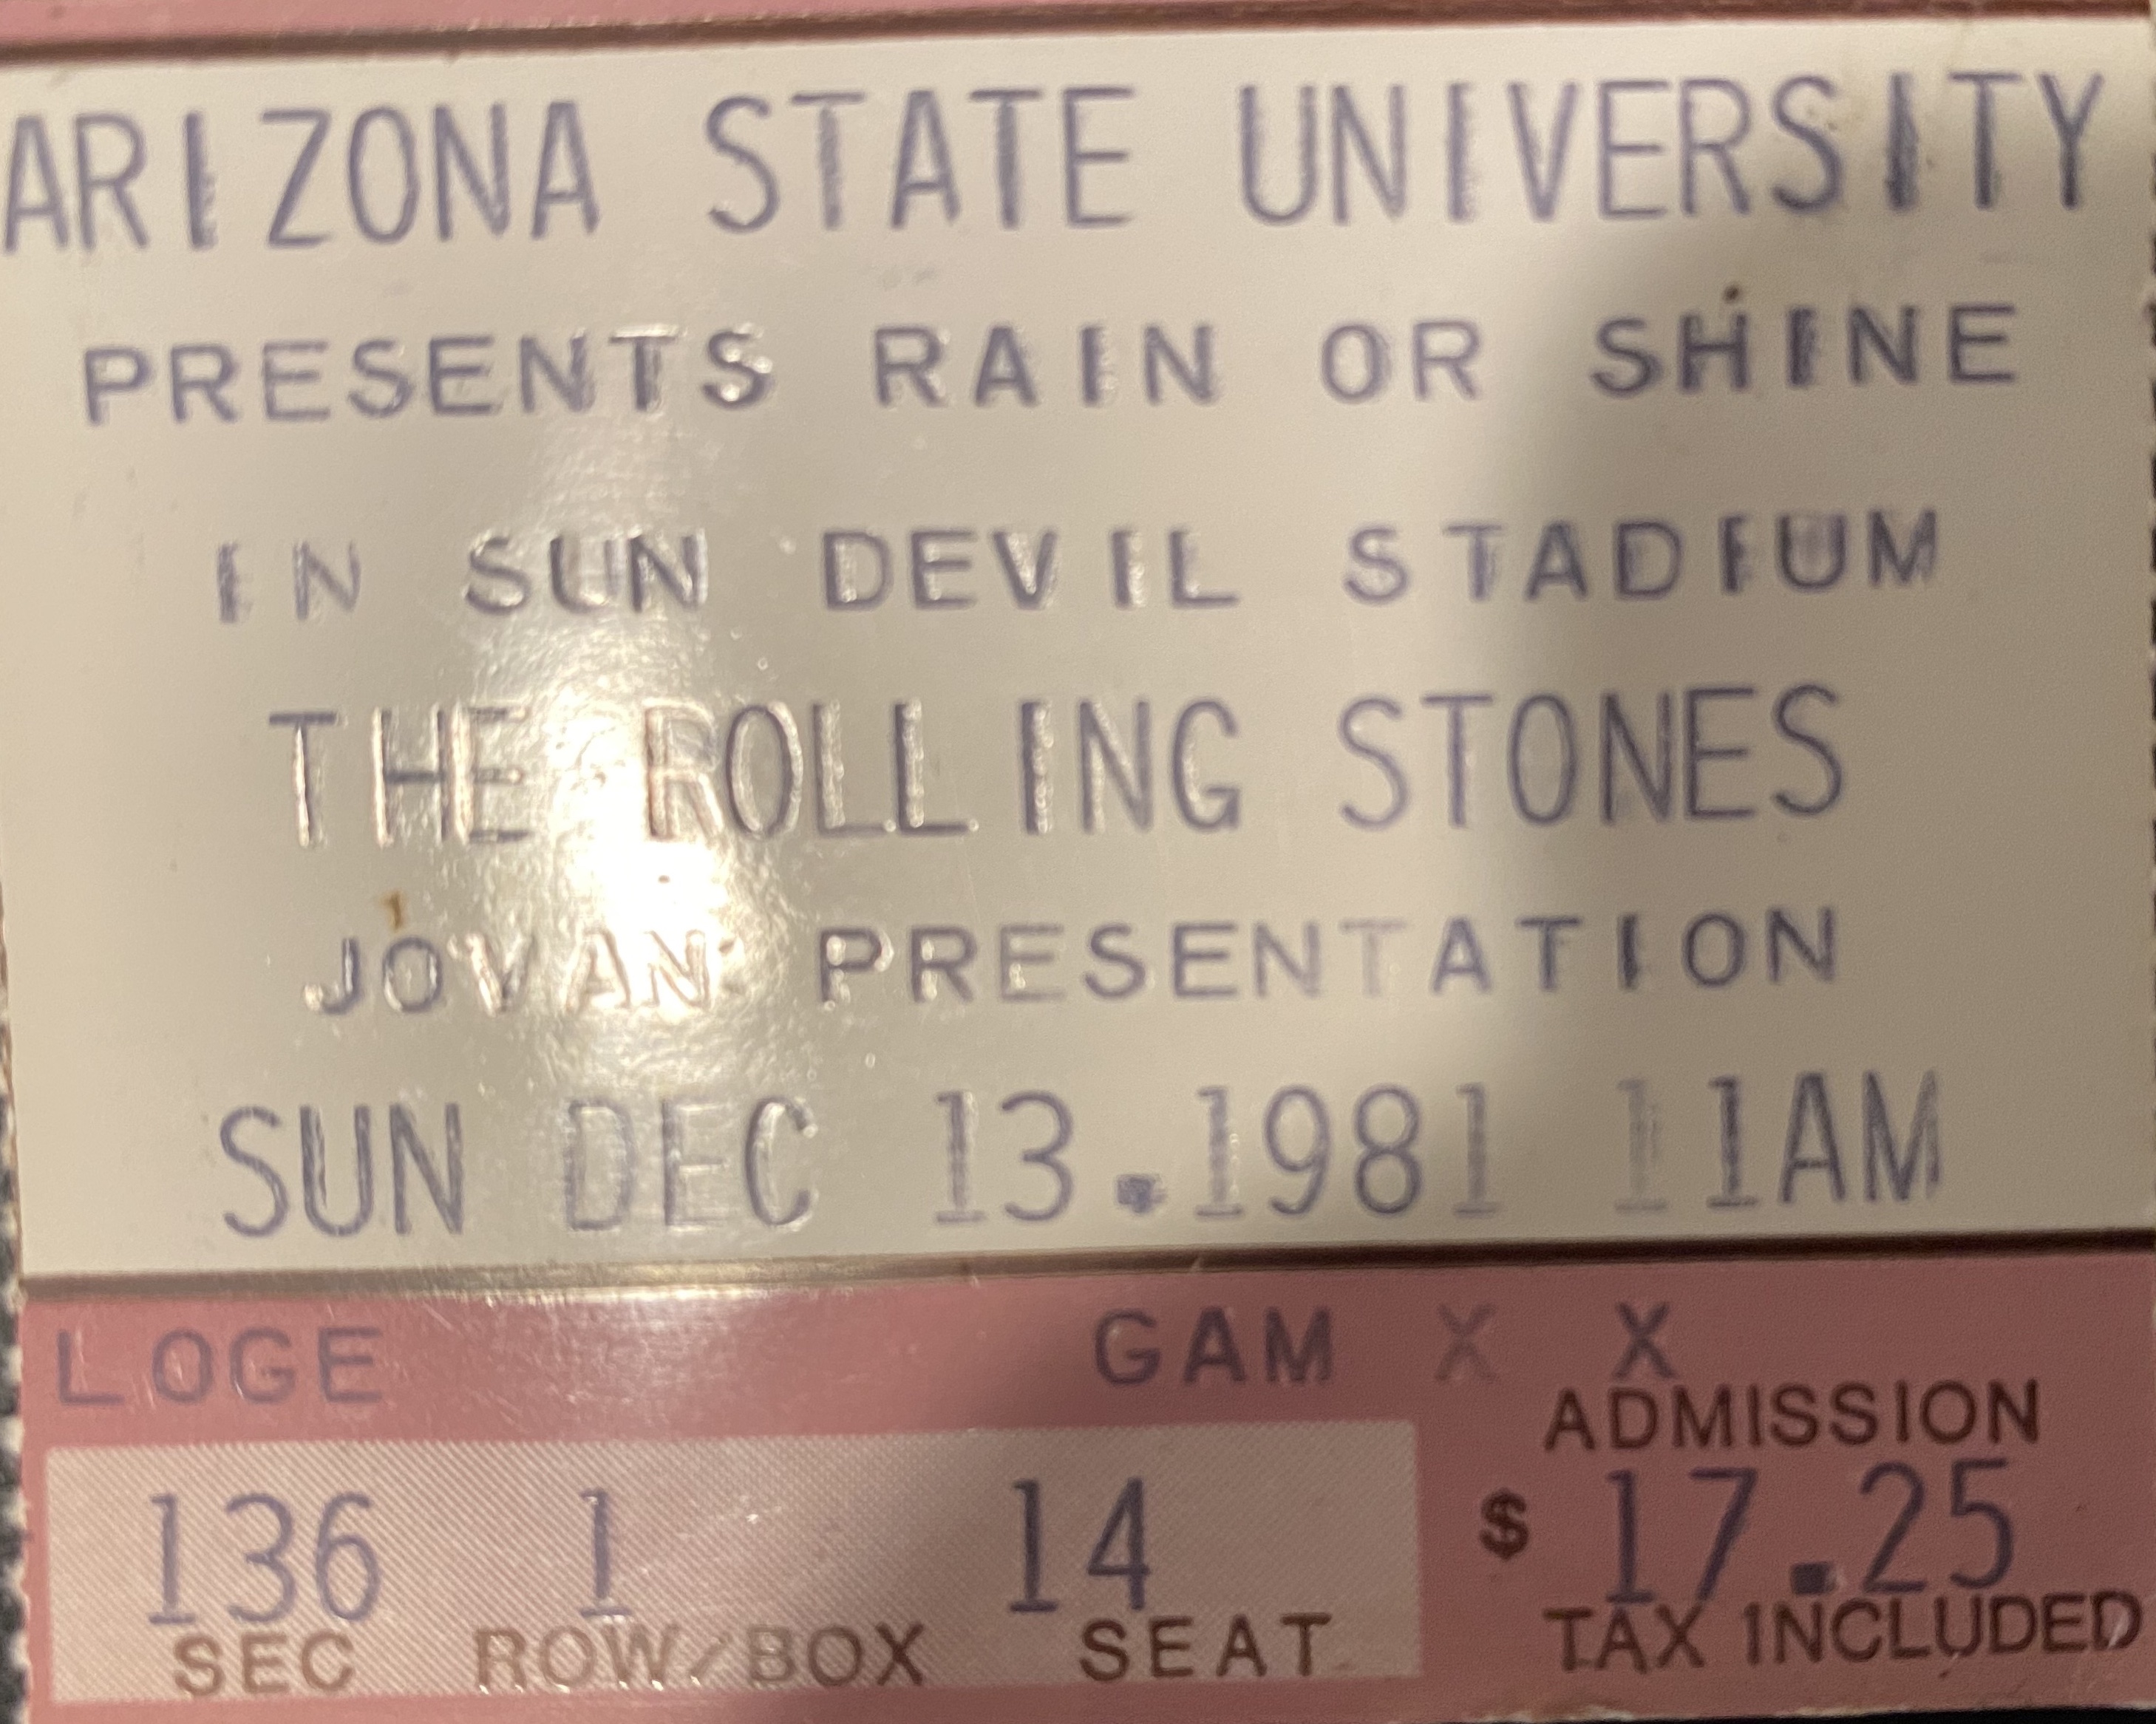 ARIZONA STATE UNIVERSITY
PRESENTS RAIN OR SHINE
IN SUN DEVIL STADIUM
THE ROLLING STONES
JOVAN PRESENTATION
SUN DEC 13.1981 11AM
LOGE GAM X X
ADMISSION
136 1 14 $ 17.25
SEC ROW/BOX SEAT TAX INCLUDED